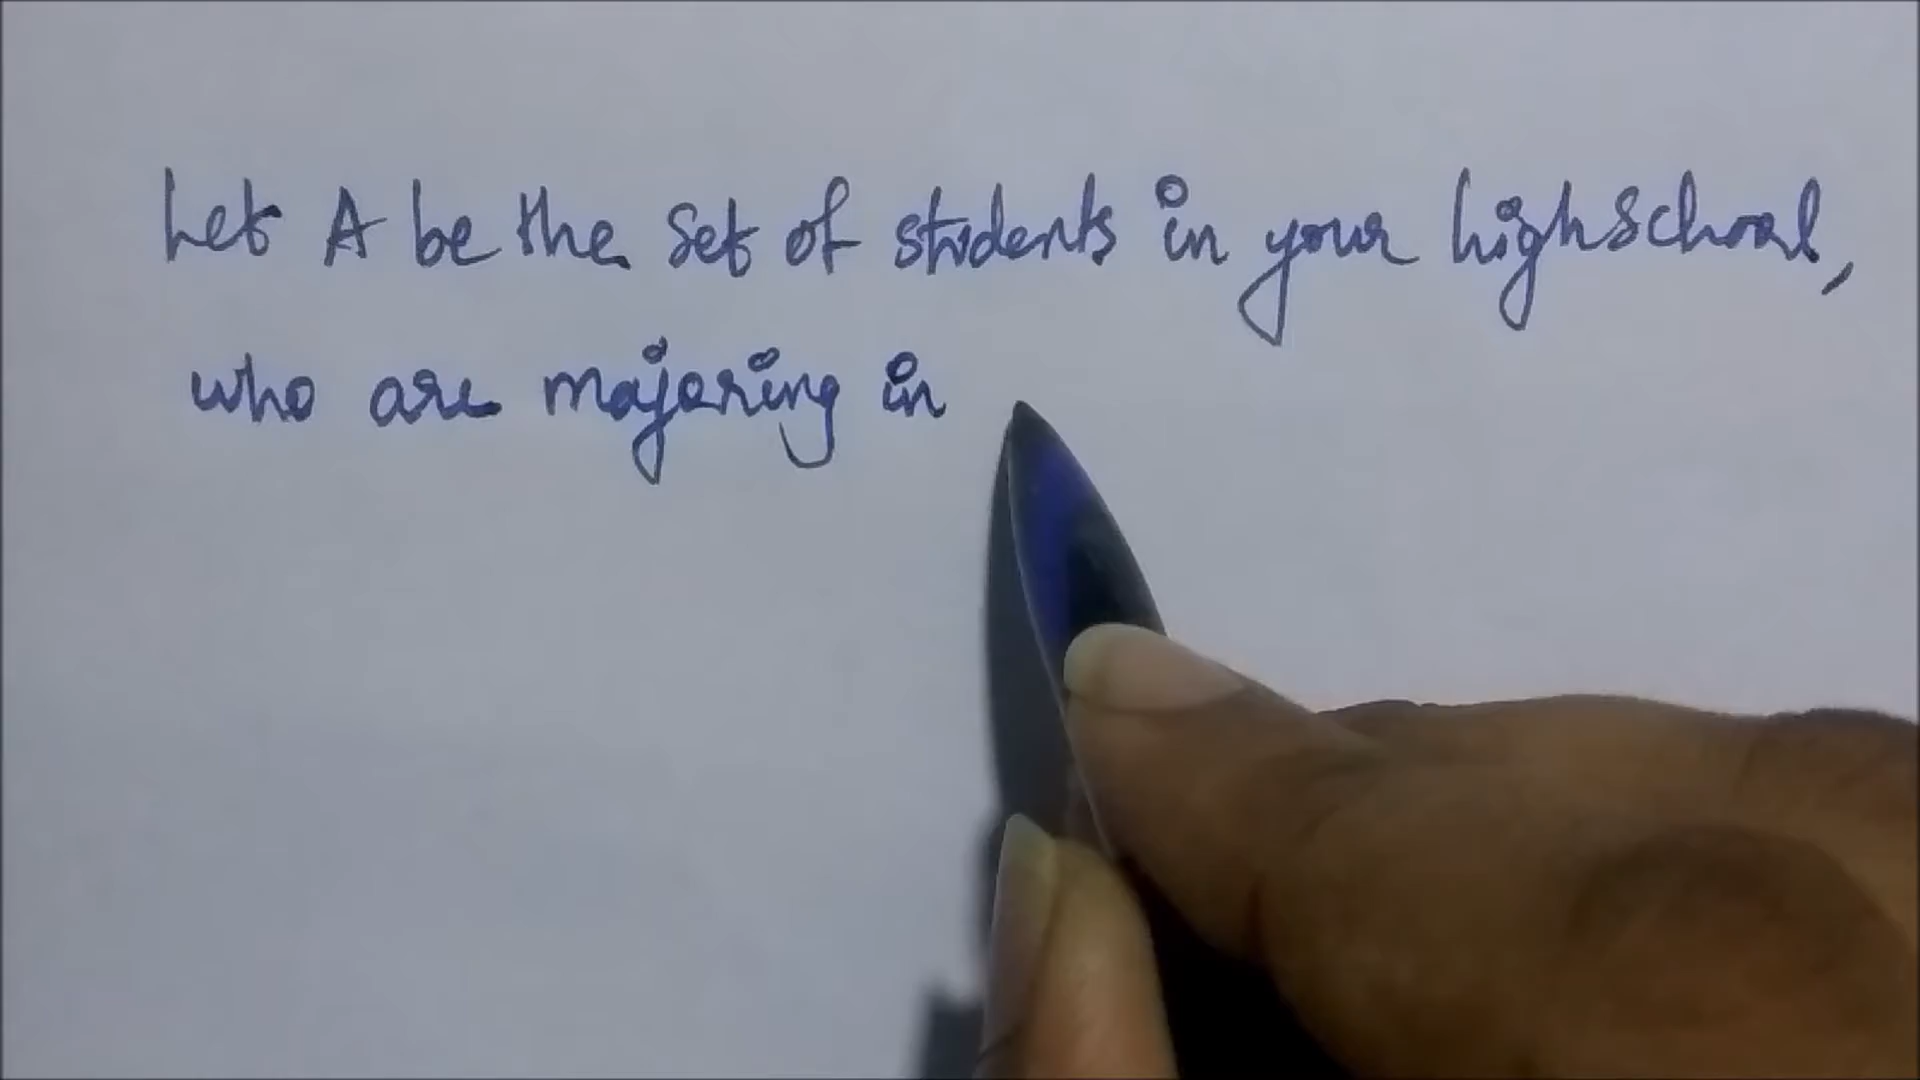 Let A be the set of students in your highschool,
who are majoring in